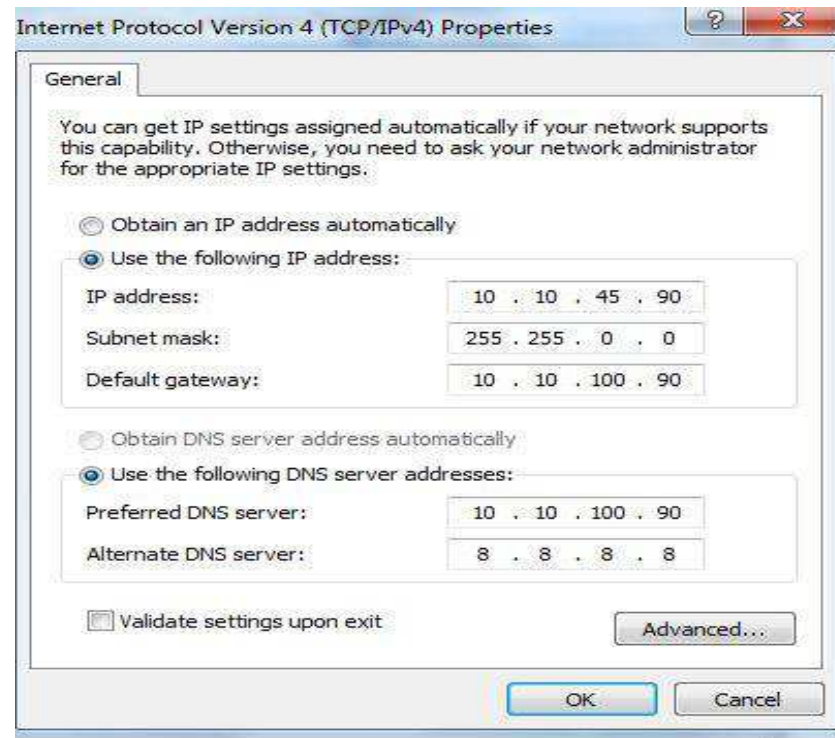 Internet Protocol Version 4 (TCP/IPv4) Properties
?
General
You can get IP settings assigned automatically if your network supports
this capability. Otherwise, you need to ask your network administrator
for the appropriate IP settings.
Obtain an IP address automatically
Use the following IP address:
IP address: 10 . 10 . 45 . 90
Subnet mask: 255 . 255 . 0 . 0
Default gateway: 10 . 10 . 100 . 90
Obtain DNS server address automatically
Use the following DNS server addresses:
Preferred DNS server: 10 . 10 . 100 . 90
Alternate DNS server: 8 . 8 . 8 . 8
Validate settings upon exit
Advanced...
OK Cancel